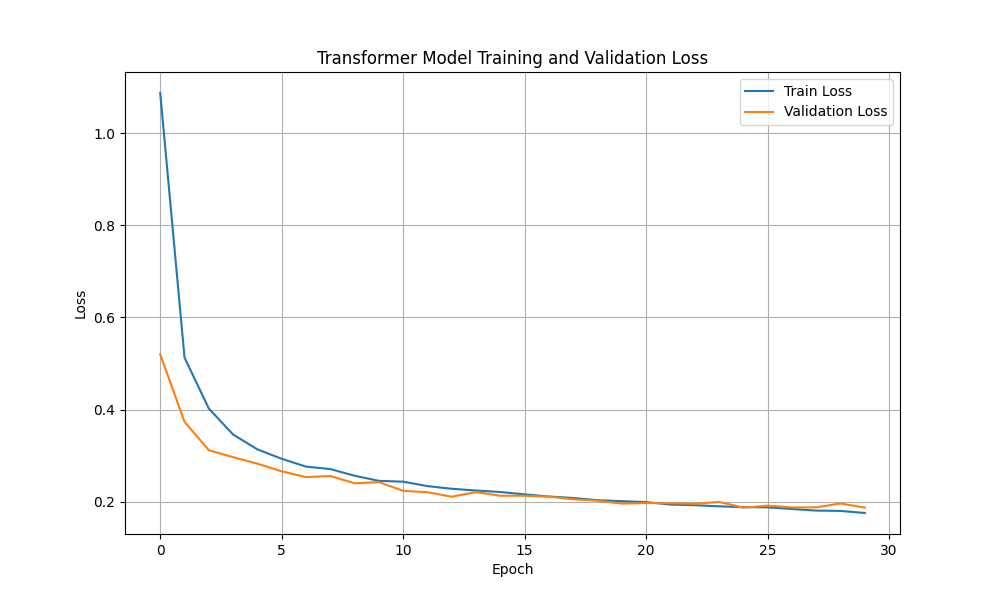 Transformer Model Training and Validation Loss
Train Loss
Validation Loss
1.0
0.8
0.6
0.4
0.2
Loss
0 5 10 15 20 25 30
Epoch